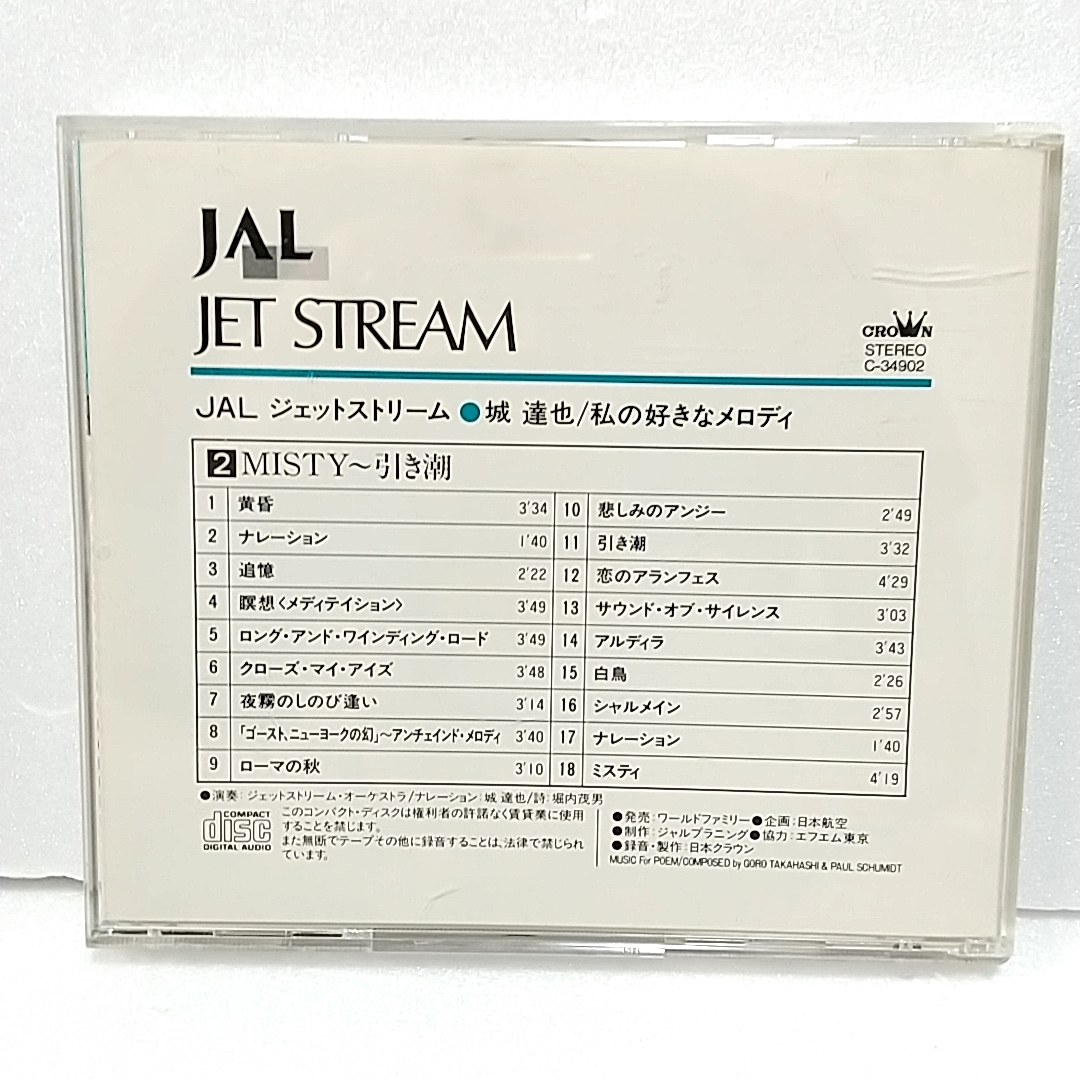 JAL
JET STREAM
CROWN
STEREO
C-34902
JAL ジェットストリーム●城 達也/私の好きなメロディ
2 MISTY～引き潮
1 黄昏 3'34
2 ナレーション 1'40
3 追憶 2'22
4 瞑想〈メディテイション〉 3'49
5 ロング・アンド・ワインディング・ロード 3'49
6 クローズ・マイ・アイズ 3'48
7 夜霧のしのび逢い 3'14
8 「ゴースト、ニューヨークの幻」～アンチェインド・メロディ 3'40
9 ローマの秋 3'10
10 悲しみのアンジー 2'49
11 引き潮 3'32
12 恋のアランフェス 4'29
13 サウンド・オブ・サイレンス 3'03
14 アルディラ 3'43
15 白鳥 2'26
16 シャルメイン 2'57
17 ナレーション 1'40
18 ミスティ 4'19
●演奏:ジェットストリーム・オーケストラ/ナレーション:城 達也/詩:堀内茂男
COMPACT
disc
DIGITAL AUDIO
このコンパクト・ディスクは権利者の許諾なく賃貸業に使用
することを禁じます。
また無断でテープその他に録音することは、法律で禁じられ
ています。
●発売:ワールドファミリー●企画:日本航空
●制作:ジャルプラニング●協力:エフエム東京
●録音・製作:日本クラウン
MUSIC For POEM/COMPOSED by GORO TAKAHASHI & PAUL SCHUMIDT